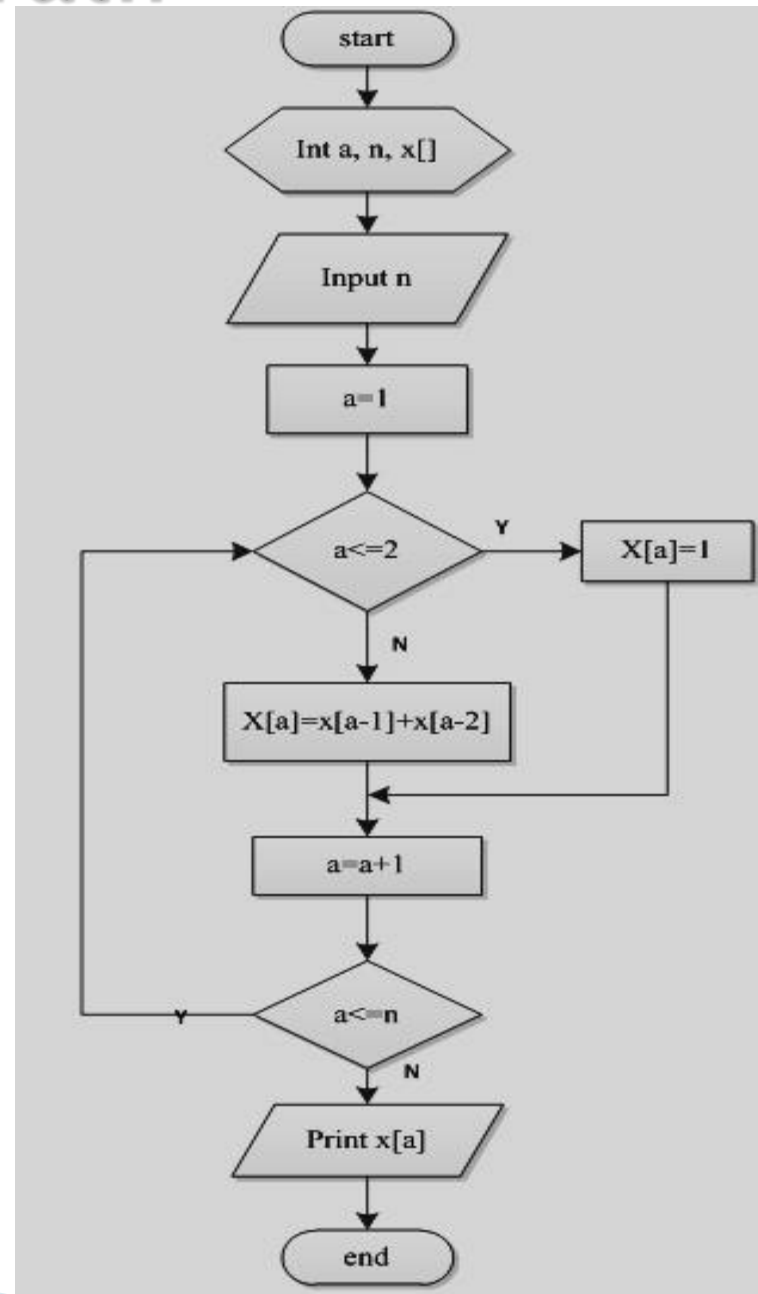 start
Int a, n, x[]
Input n
a=1
a<=2
Y
X[a]=1
N
X[a]=x[a-1]+x[a-2]
a=a+1
a<=n
Y
N
Print x[a]
end